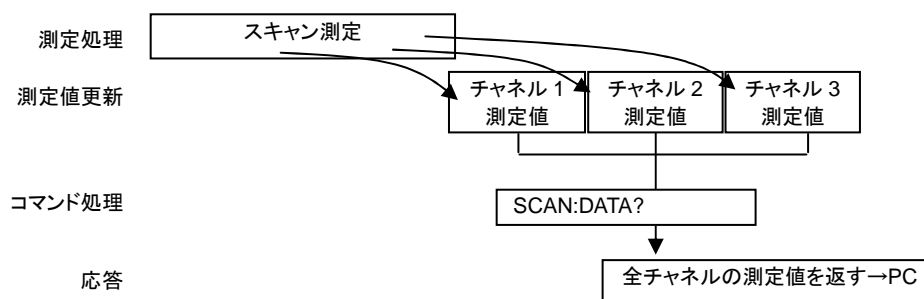 測定処理
スキャン測定
測定値更新
チャネル 1
測定値
チャネル 2
測定値
チャネル 3
測定値
コマンド処理
SCAN:DATA?
応答
全チャネルの測定値を返す→PC